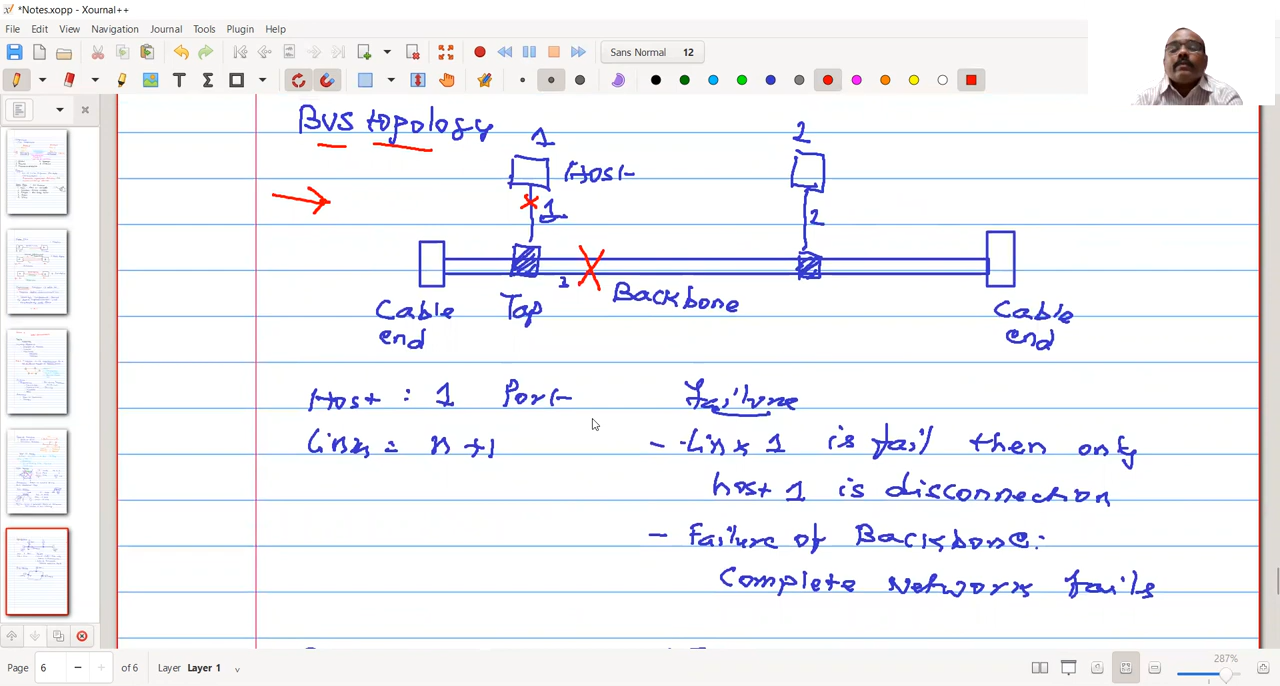 *Notes.xopp - Xournal++
File Edit View Navigation Journal Tools Plugin Help
Sans Normal 12
Bus topology
1 2
Host
1 2
3
Backbone
Cable end
Tap
Cable end
Host : 1 Port
Links = n+1
Failure
- Link 1 is fail then only
host 1 is disconnection
- Failure of Backbone:
Complete Network fails
Page 6 of 6 Layer Layer 1
287%